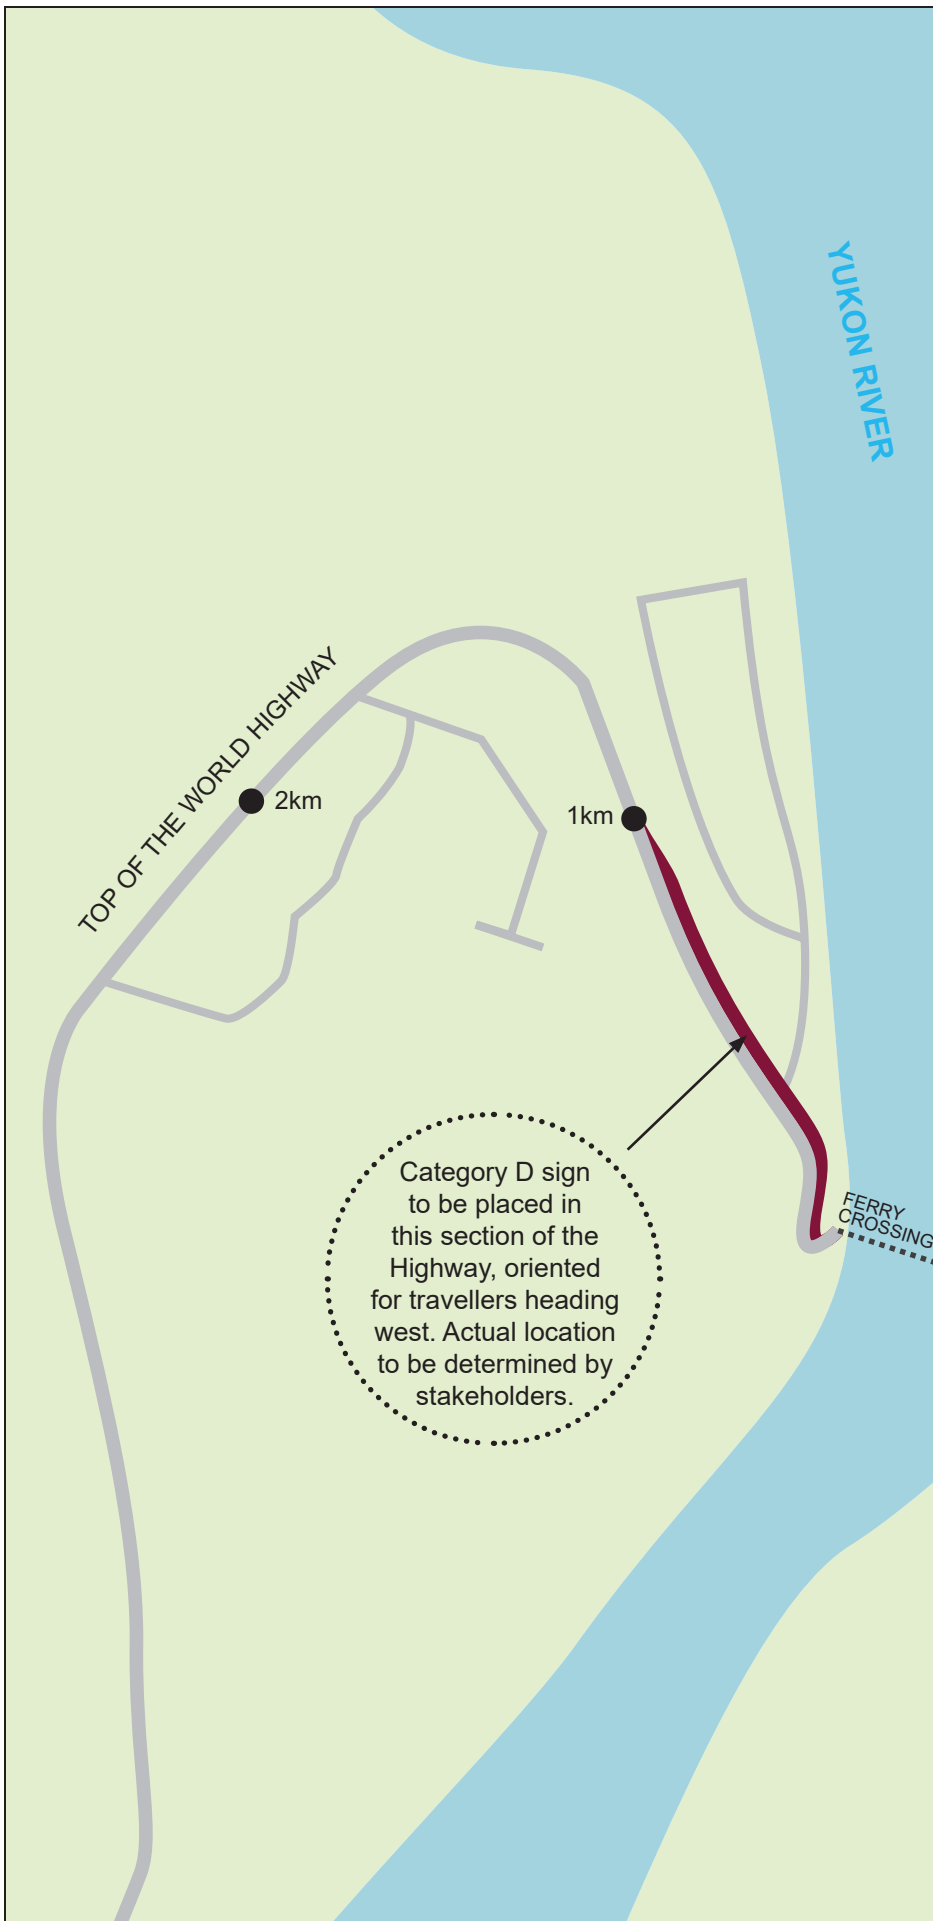 YUKON RIVER
TOP OF THE WORLD HIGHWAY
2km
1km
Category D sign
to be placed in
this section of the
Highway, oriented
for travellers heading
west. Actual location
to be determined by
stakeholders.
FERRY
CROSSING